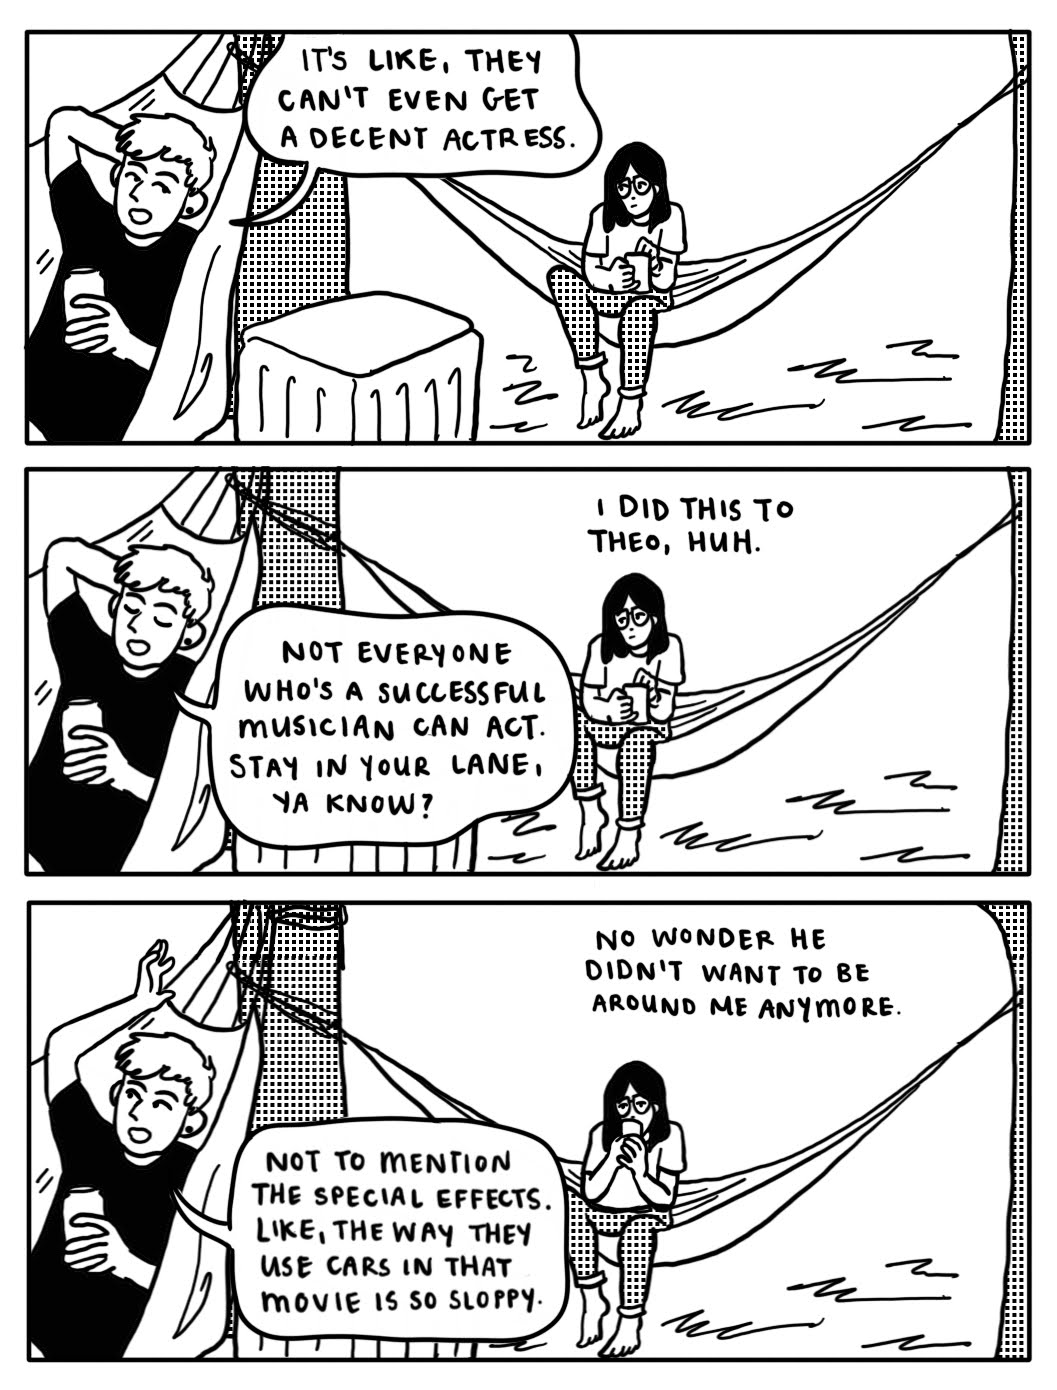 IT'S LIKE, THEY
CAN'T EVEN GET
A DECENT ACTRESS.
I DID THIS TO
THEO, HUH.
NOT EVERYONE
WHO'S A SUCCESSFUL
MUSICIAN CAN ACT.
STAY IN YOUR LANE,
YA KNOW?
NO WONDER HE
DIDN'T WANT TO BE
AROUND ME ANYMORE.
NOT TO MENTION
THE SPECIAL EFFECTS.
LIKE, THE WAY THEY
USE CARS IN THAT
MOVIE IS SO SLOPPY.